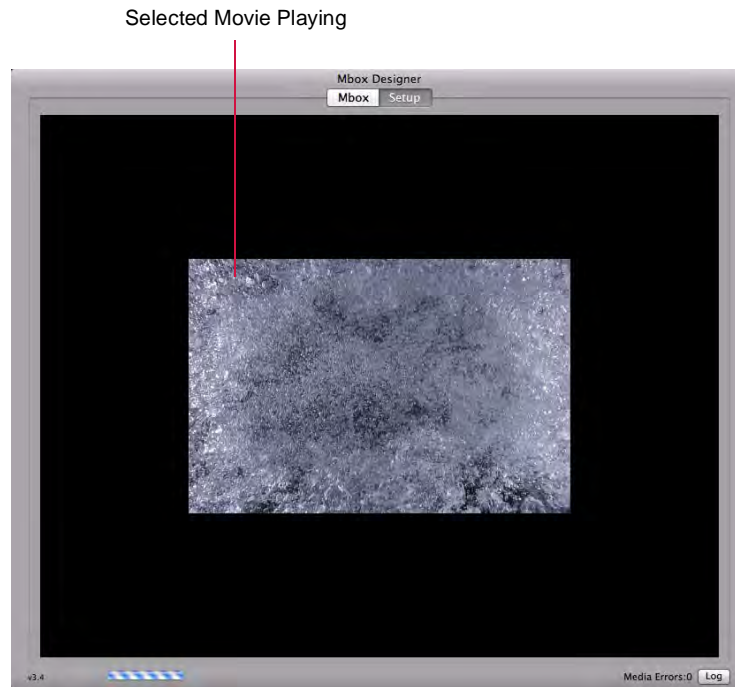 Selected Movie Playing
Mbox Designer
Mbox Setup
v3.4
Media Errors:0 Log